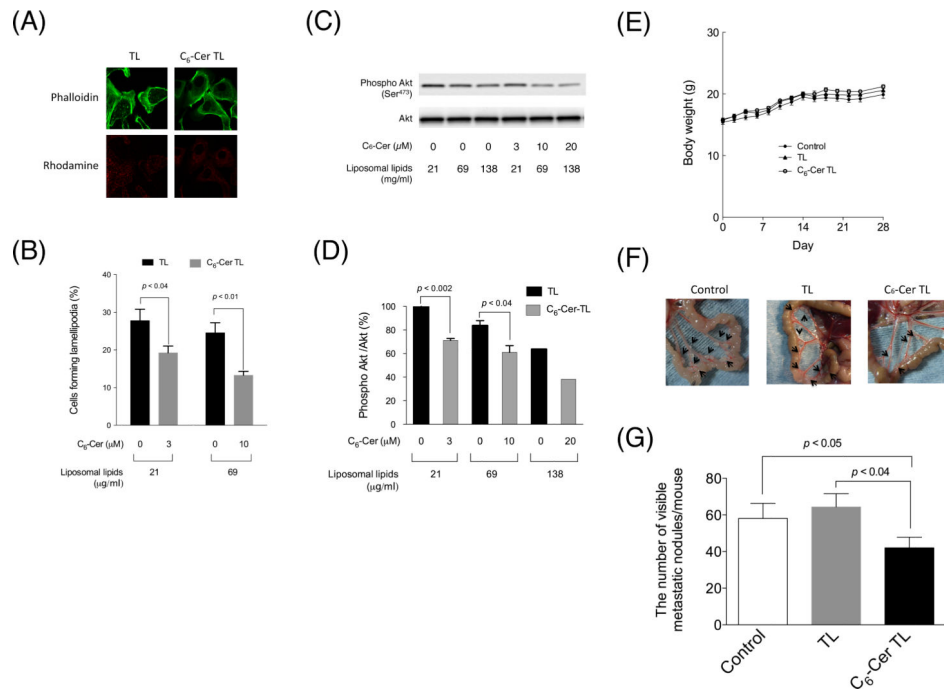 (A)
TL
C₆-Cer TL
Phalloidin
Rhodamine
(B)
TL
C₆-Cer TL
p < 0.04
p < 0.01
40
30
20
10
0
Cells forming lamellipodia (%)
C₆-Cer (μM)
0
3
0
10
Liposomal lipids
(μg/ml)
21
69
(C)
Phospho Akt
(Ser⁴⁷³)
Akt
C₆-Cer (μM)
0
0
0
3
10
20
Liposomal lipids
(mg/ml)
21
69
138
21
69
138
(D)
TL
C₆-Cer-TL
p < 0.002
p < 0.04
100
80
60
40
20
0
Phospho Akt /Akt (%)
C₆-Cer (μM)
0
3
0
10
0
20
Liposomal lipids
(μg/ml)
21
69
138
(E)
30
20
10
0
Body weight (g)
Control
TL
C₆-Cer TL
0
7
14
21
28
Day
(F)
Control
TL
C₆-Cer TL
(G)
p < 0.05
p < 0.04
80
60
40
20
0
The number of visible
metastatic nodules/mouse
Control
TL
C₆-Cer TL